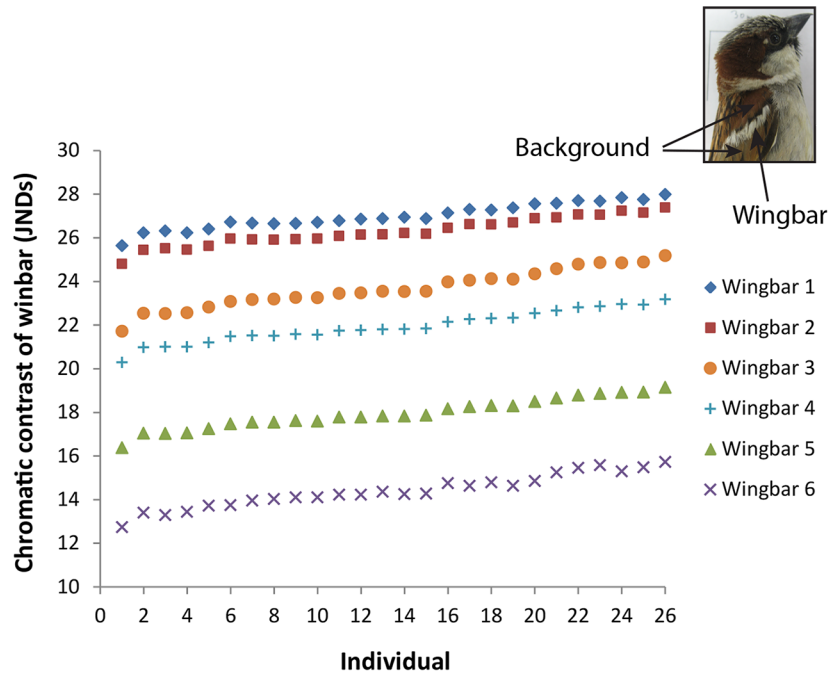 Background
Wingbar
30
28
26
24
22
20
18
16
14
12
10
Chromatic contrast of winbar (JNDs)
0 2 4 6 8 10 12 14 16 18 20 22 24 26
Individual
Wingbar 1
Wingbar 2
Wingbar 3
Wingbar 4
Wingbar 5
Wingbar 6